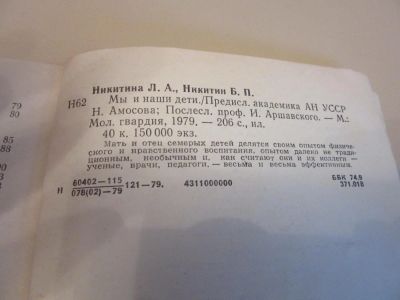 Никитина Л. А., Никитин Б. П.
Н62 Мы и наши дети./Предисл. академика АН УССР
Н. Амосова; Послесл. проф. И. Аршавского. — М.:
Мол. гвардия, 1979. — 206 с., ил.
40 к. 150 000 экз.
Мать и отец семерых детей делятся своим опытом физичес-
кого и нравственного воспитания, опытом далеко не тради-
ционным, необычным и, как считают они и их коллеги —
ученые, врачи, педагоги, — весьма и весьма эффективным.
Н 60402—115 121—79. 4311000000 ББК 74.9
078(02)—79 371.018
79
80
85
88